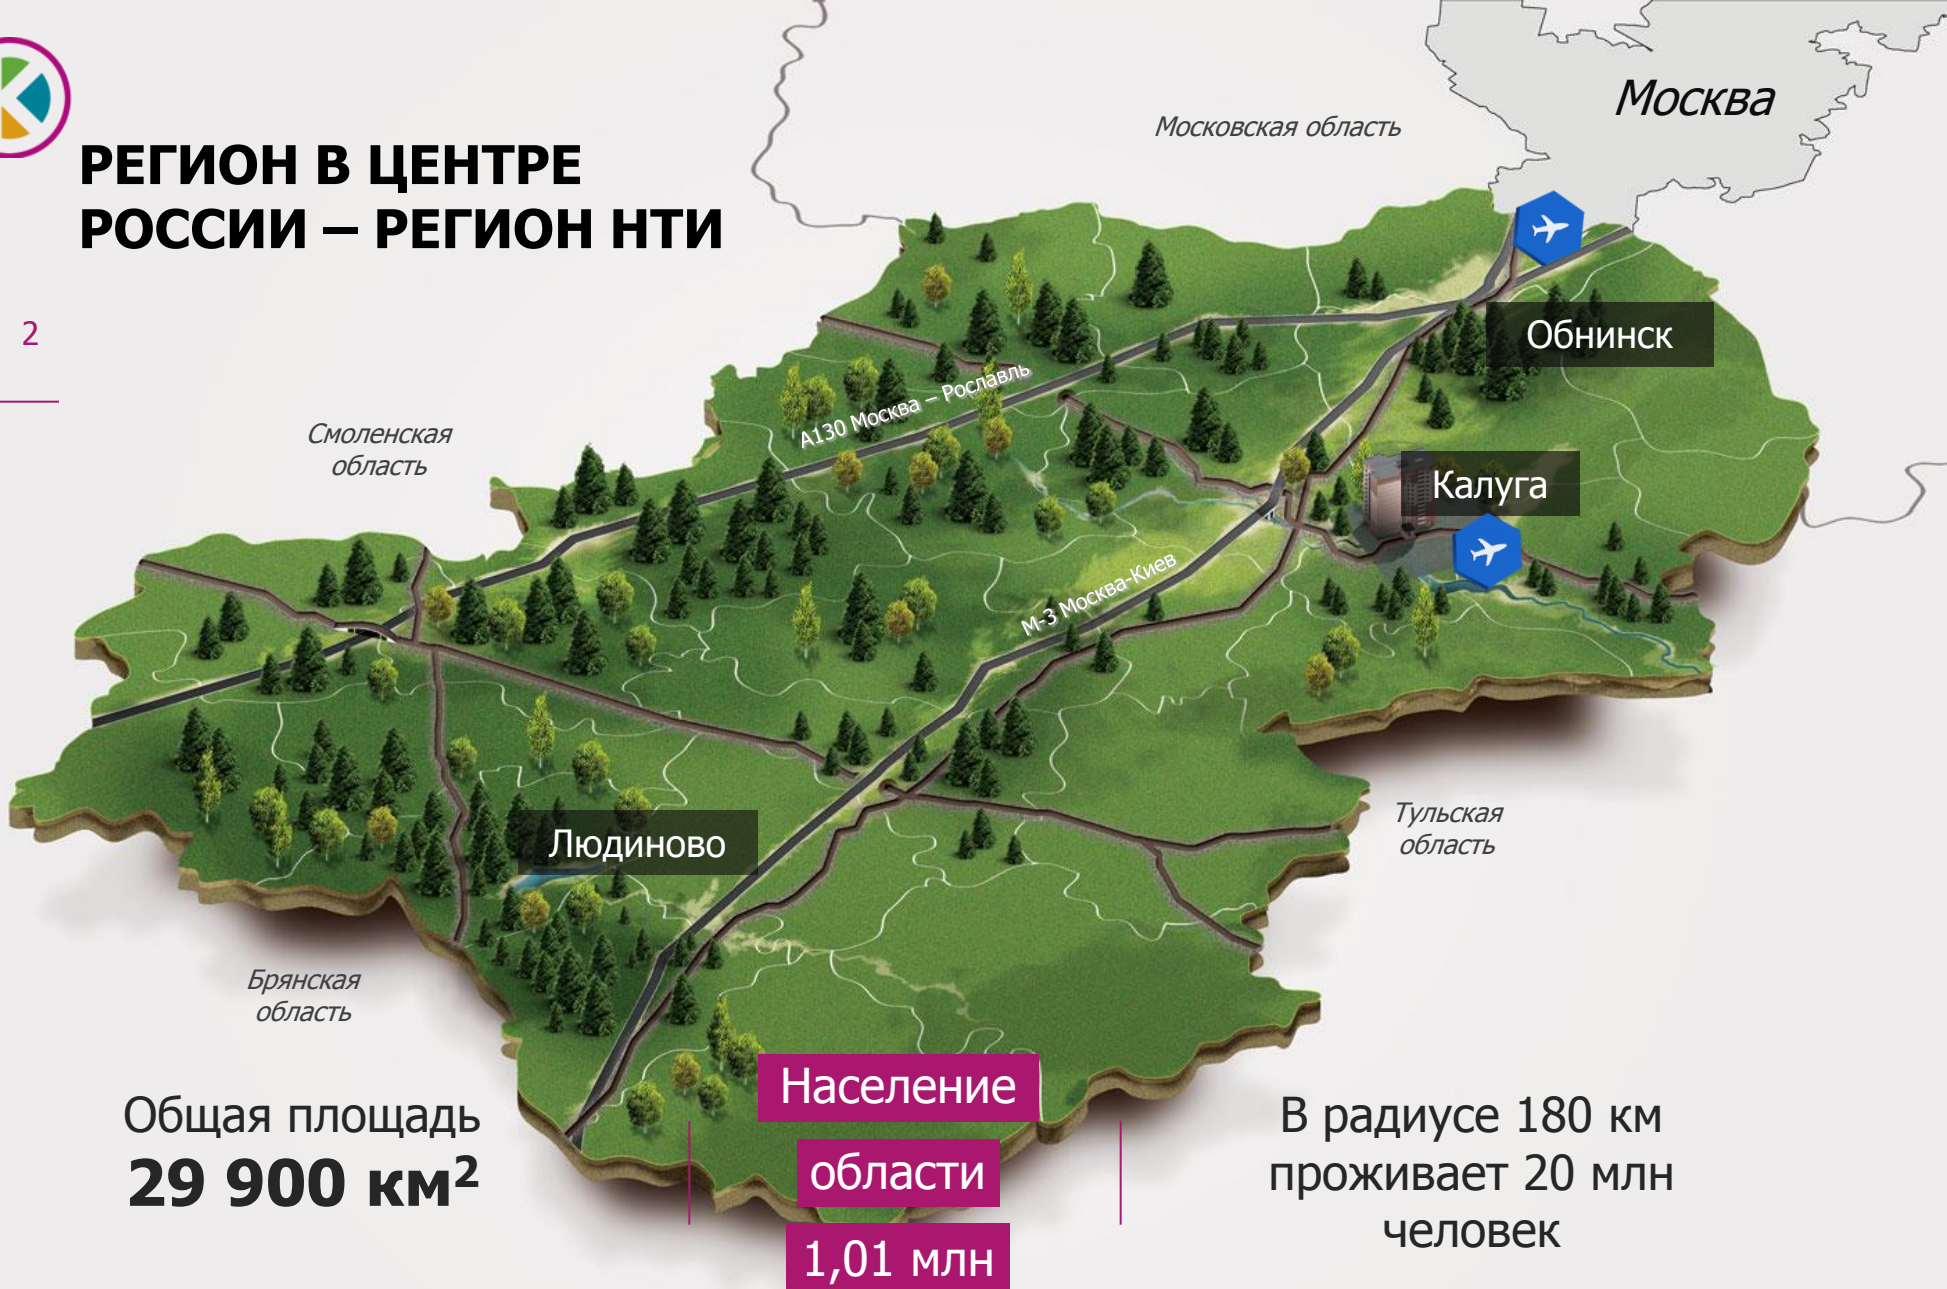 РЕГИОН В ЦЕНТРЕ
РОССИИ – РЕГИОН НТИ
2
Москва
Московская область
Обнинск
А130 Москва – Рославль
Смоленская
область
Калуга
М-3 Москва-Киев
Людиново
Тульская
область
Брянская
область
Общая площадь
29 900 км²
Население
области
1,01 млн
В радиусе 180 км
проживает 20 млн
человек